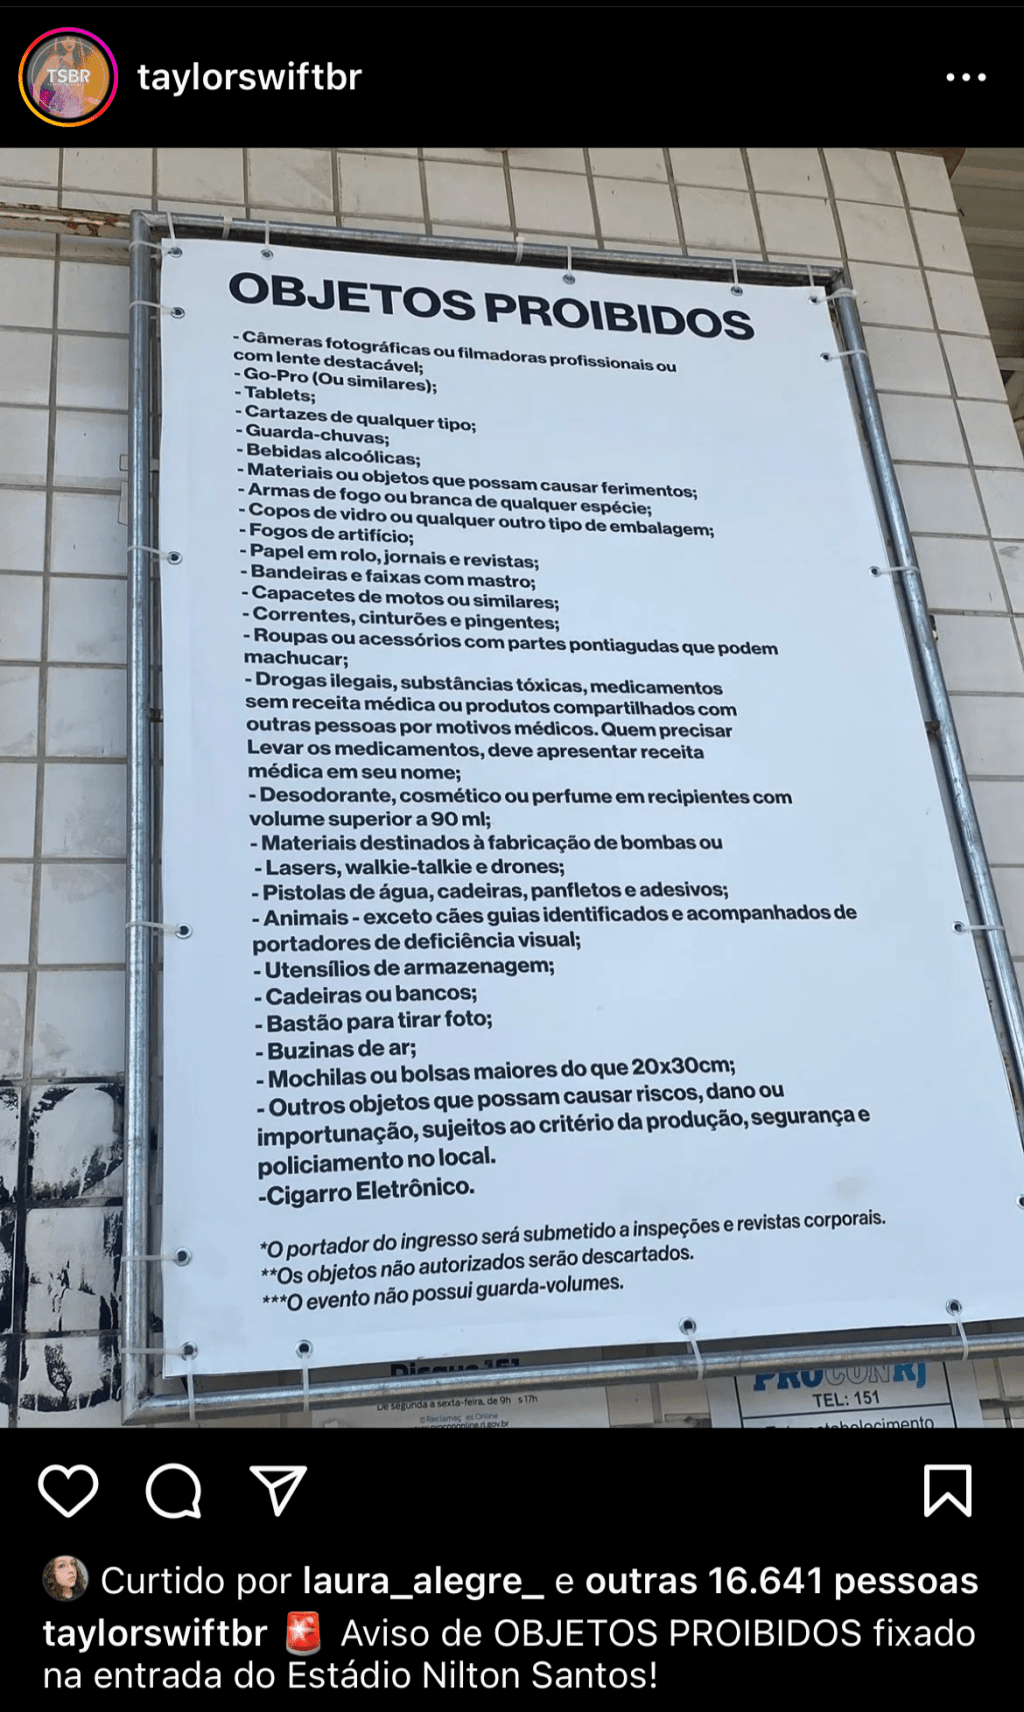 TSBR
taylorswiftbr
OBJETOS PROIBIDOS
- Câmeras fotográficas ou filmadoras profissionais ou
com lente destacável;
- Go-Pro (Ou similares);
- Tablets;
- Cartazes de qualquer tipo;
- Guarda-chuvas;
- Bebidas alcoólicas;
- Materiais ou objetos que possam causar ferimentos;
- Armas de fogo ou branca de qualquer espécie;
- Copos de vidro ou qualquer outro tipo de embalagem;
- Fogos de artifício;
- Papel em rolo, jornais e revistas;
- Bandeiras e faixas com mastro;
- Capacetes de motos ou similares;
- Correntes, cinturões e pingentes;
- Roupas ou acessórios com partes pontiagudas que podem
machucar;
- Drogas ilegais, substâncias tóxicas, medicamentos
sem receita médica ou produtos compartilhados com
outras pessoas por motivos médicos. Quem precisar
Levar os medicamentos, deve apresentar receita
médica em seu nome;
- Desodorante, cosmético ou perfume em recipientes com
volume superior a 90 ml;
- Materiais destinados à fabricação de bombas ou
- Lasers, walkie-talkie e drones;
- Pistolas de água, cadeiras, panfletos e adesivos;
- Animais - exceto cães guias identificados e acompanhados de
portadores de deficiência visual;
- Utensílios de armazenagem;
- Cadeiras ou bancos;
- Bastão para tirar foto;
- Buzinas de ar;
- Mochilas ou bolsas maiores do que 20x30cm;
- Outros objetos que possam causar riscos, dano ou
importunação, sujeitos ao critério da produção, segurança e
policiamento no local.
-Cigarro Eletrônico.
*O portador do ingresso será submetido a inspeções e revistas corporais.
**Os objetos não autorizados serão descartados.
***O evento não possui guarda-volumes.
Disque 151
De segunda a sexta-feira, de 9h s 17h
PROCONRJ
TEL: 151
Curtido por laura_alegre_ e outras 16.641 pessoas
taylorswiftbr 🚨 Aviso de OBJETOS PROIBIDOS fixado
na entrada do Estádio Nilton Santos!